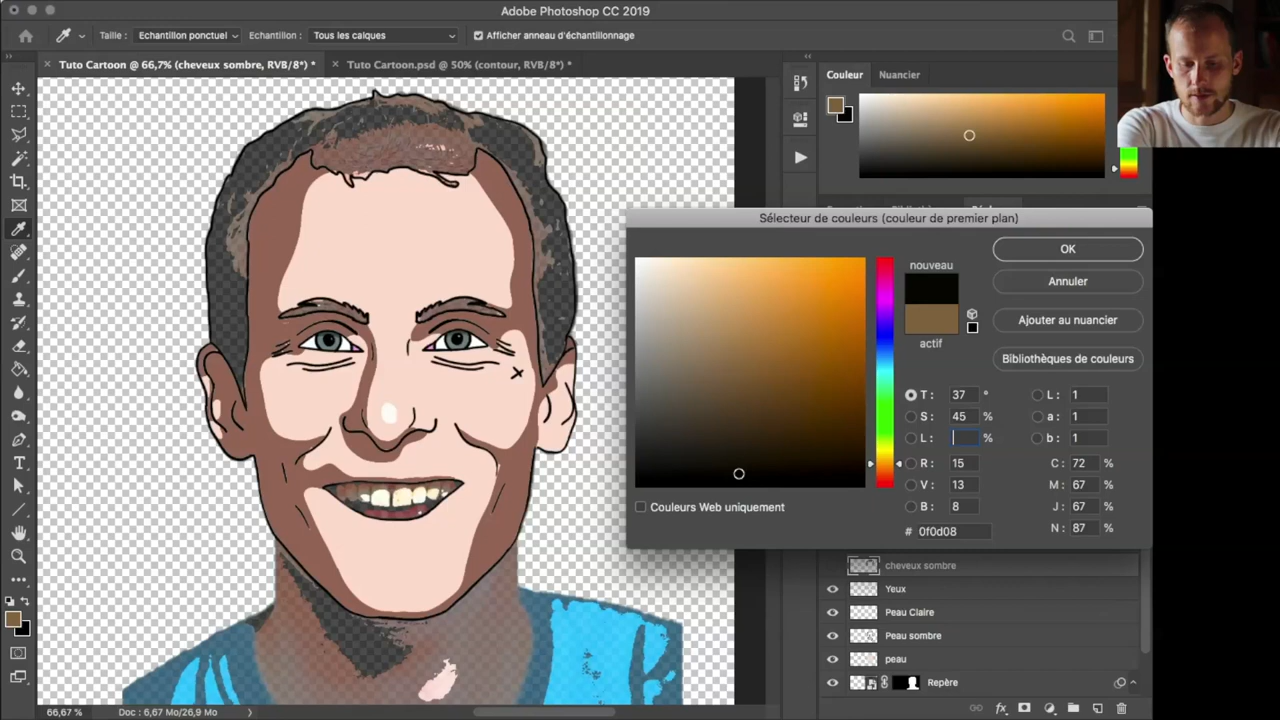 Adobe Photoshop CC 2019
Taille : Echantillon ponctuel Echantillon : Tous les calques Afficher anneau d'échantillonnage
Tuto Cartoon @ 66,7% (cheveux sombre, RVB/8*) * Tuto Cartoon.psd @ 50% (contour, RVB/8*) *
Couleur Nuancier
Sélecteur de couleurs (couleur de premier plan)
OK
nouveau
Annuler
Ajouter au nuancier
actif
Bibliothèques de couleurs
T : 37 ° L : 1
S : 45 % a : 1
L : % b : 1
R : 15 C : 72 %
V : 13 M : 67 %
B : 8 J : 67 %
Couleurs Web uniquement
# 0f0d08 N : 87 %
cheveux sombre
Yeux
Peau Claire
Peau sombre
peau
Repère
66,67 % Doc : 6,67 Mo/26,9 Mo
fx